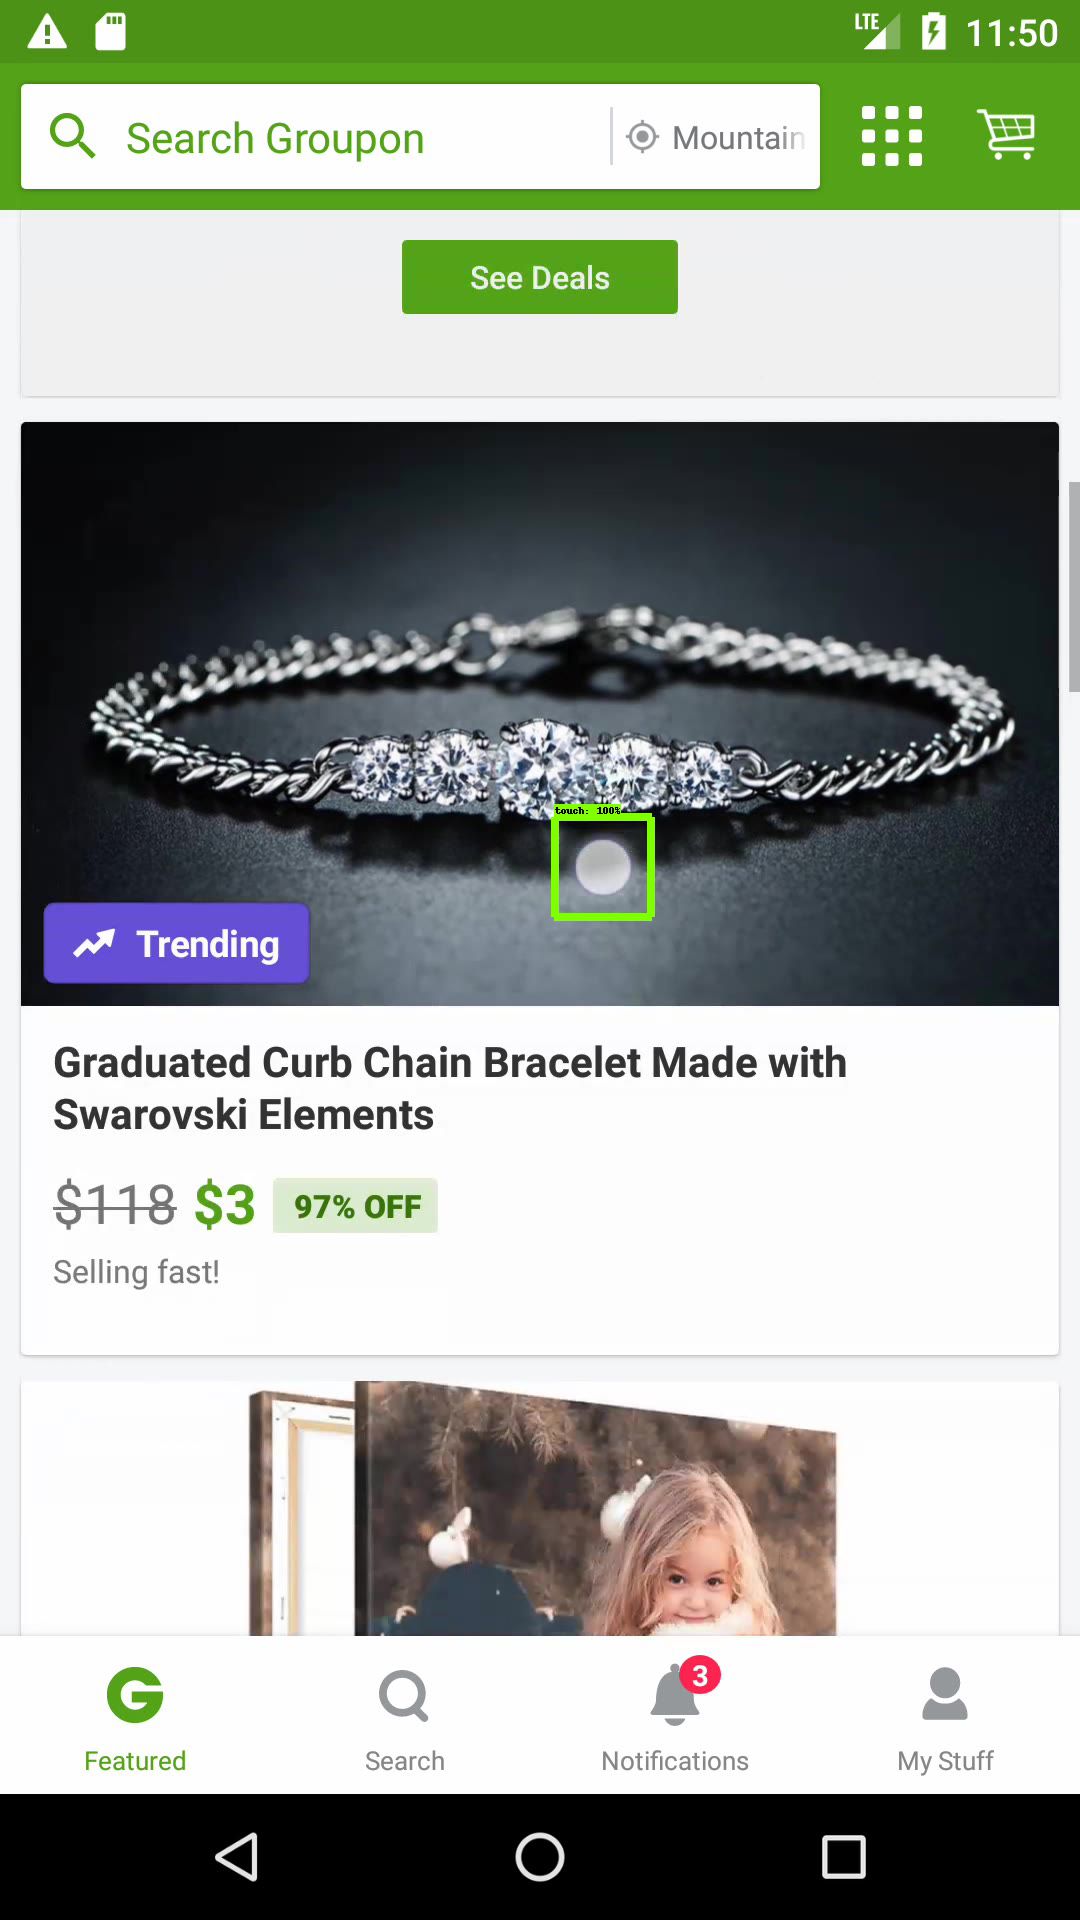 LTE 11:50
Search Groupon Mountain
See Deals
touch: 100%
Trending
Graduated Curb Chain Bracelet Made with
Swarovski Elements
$118 $3 97% OFF
Selling fast!
3
Featured Search Notifications My Stuff